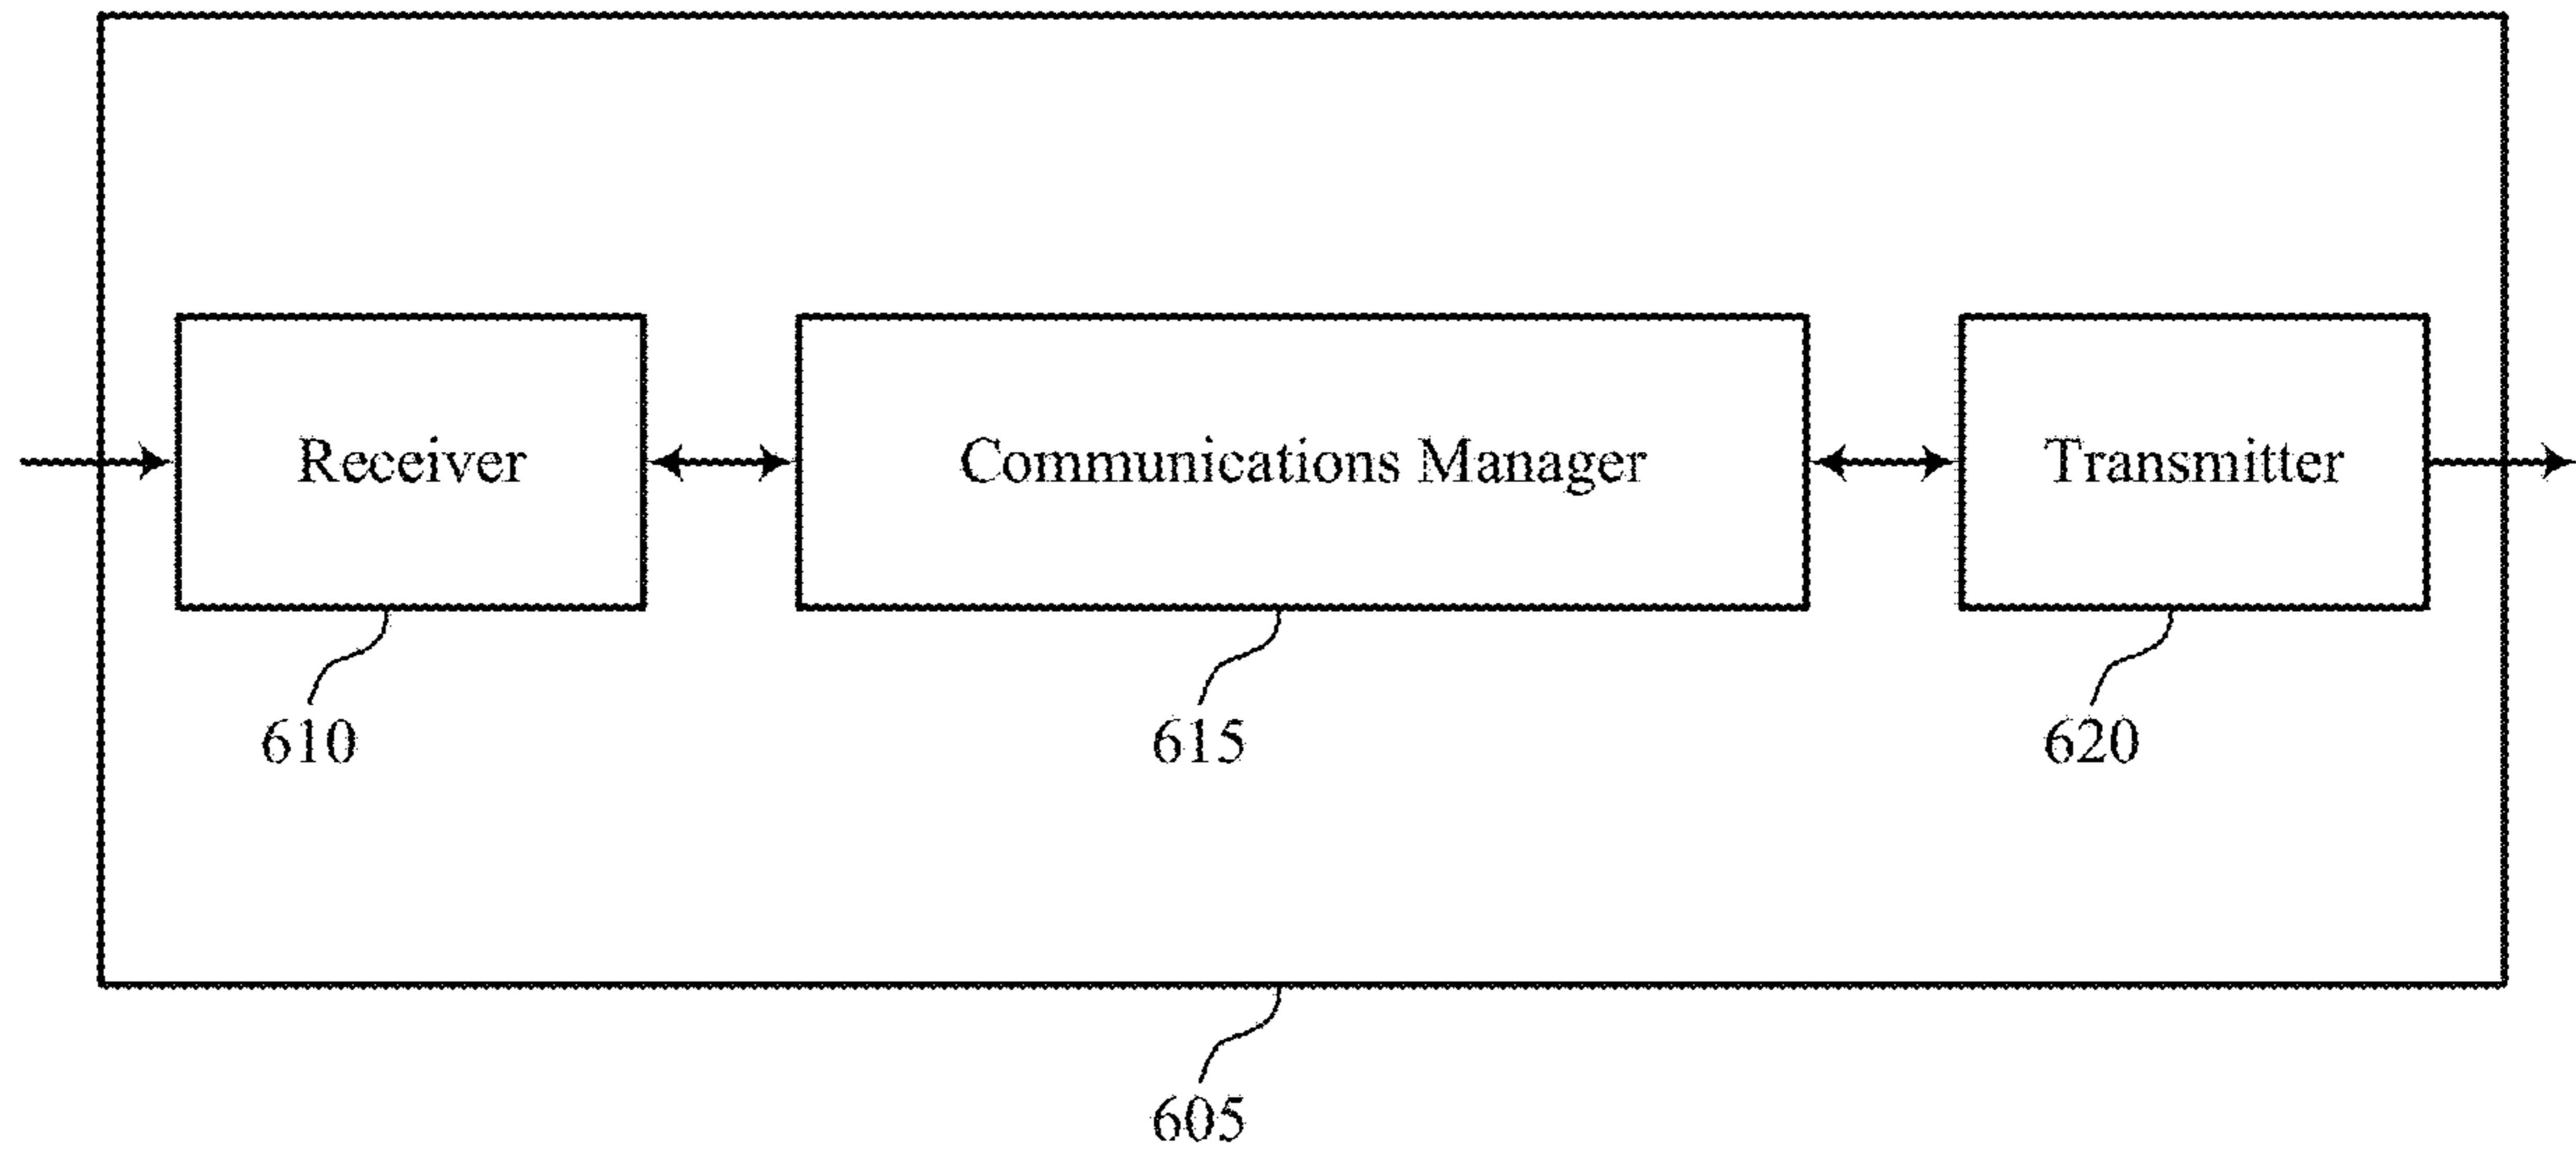 Receiver
Communications Manager
Transmitter
610
615
620
605